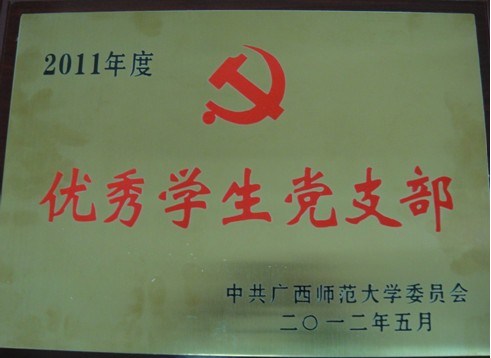 2011年度
优秀学生党支部
中共广西师范大学委员会
二〇一二年五月